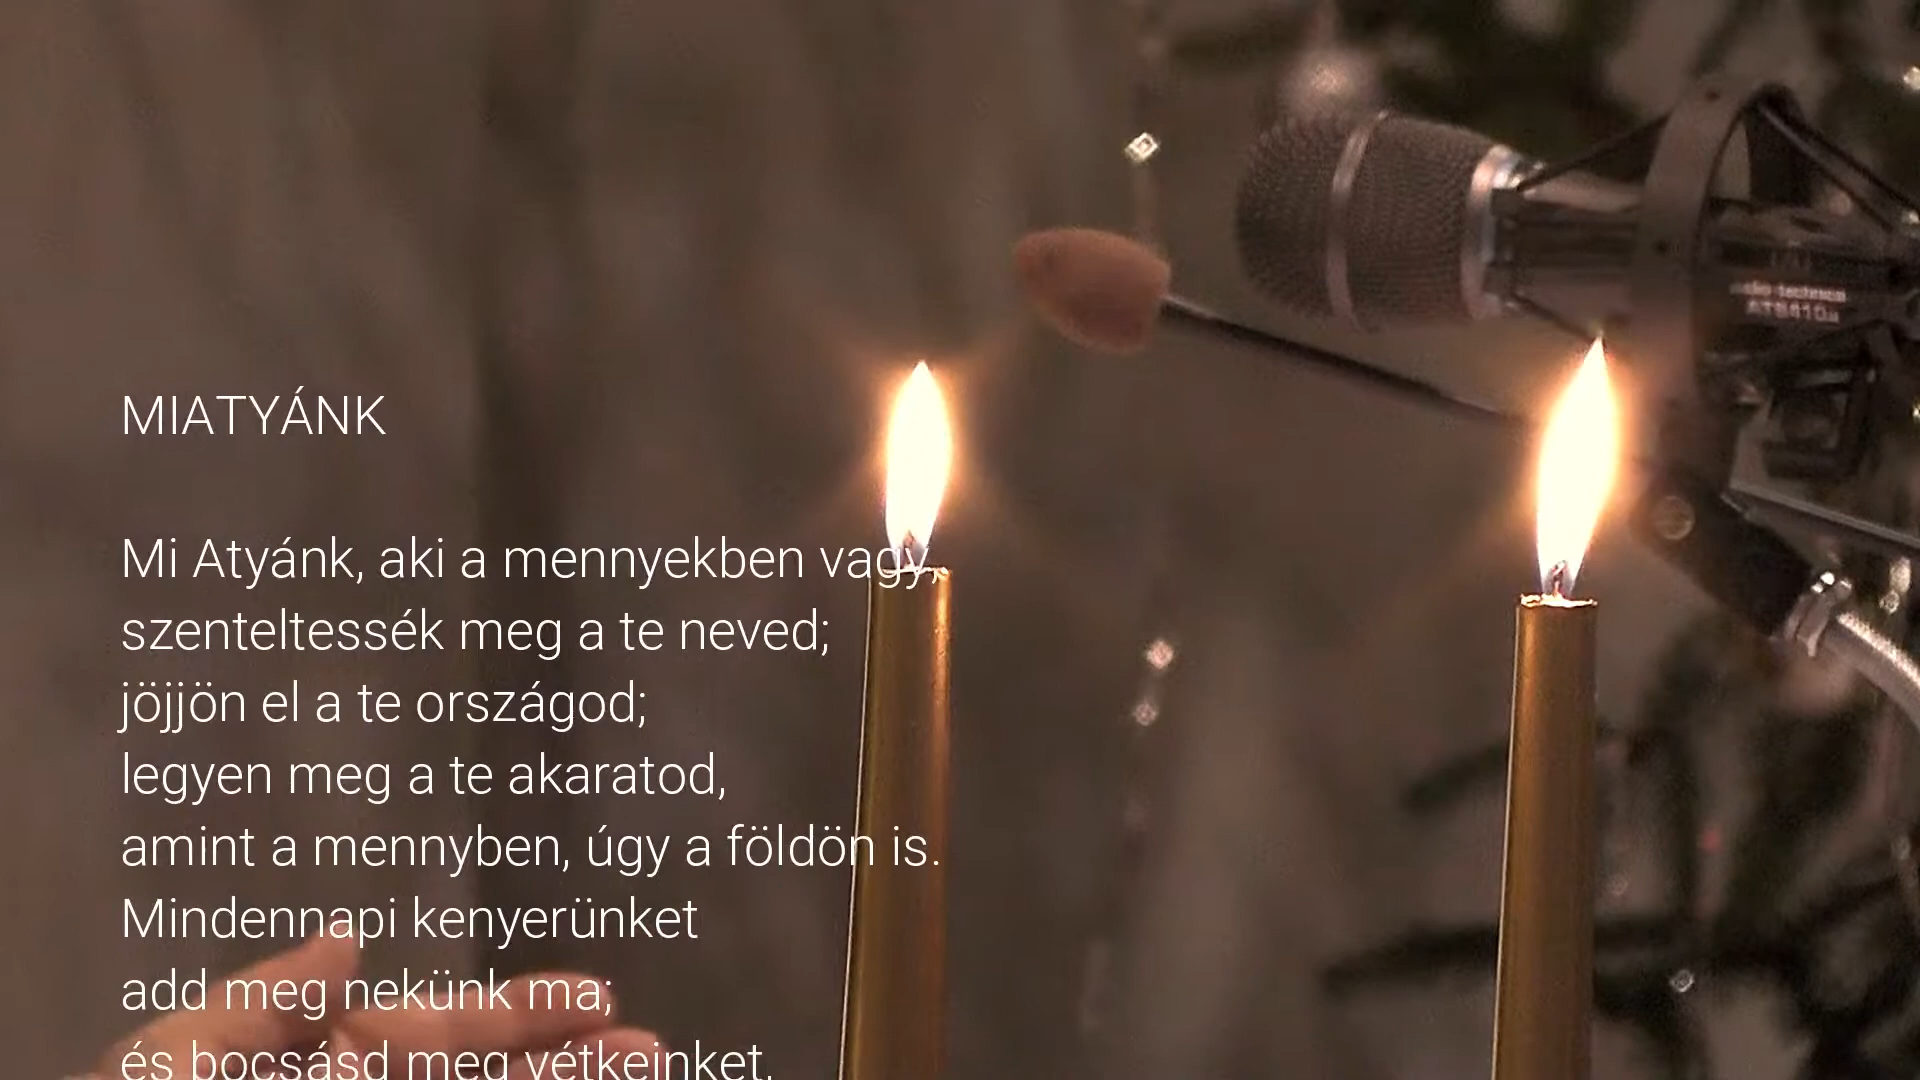 MIATYÁNK
Mi Atyánk, aki a mennyekben vagy,
szenteltessék meg a te neved;
jöjjön el a te országod;
legyen meg a te akaratod,
amint a mennyben, úgy a földön is.
Mindennapi kenyerünket
add meg nekünk ma;
és bocsásd meg vétkeinket,